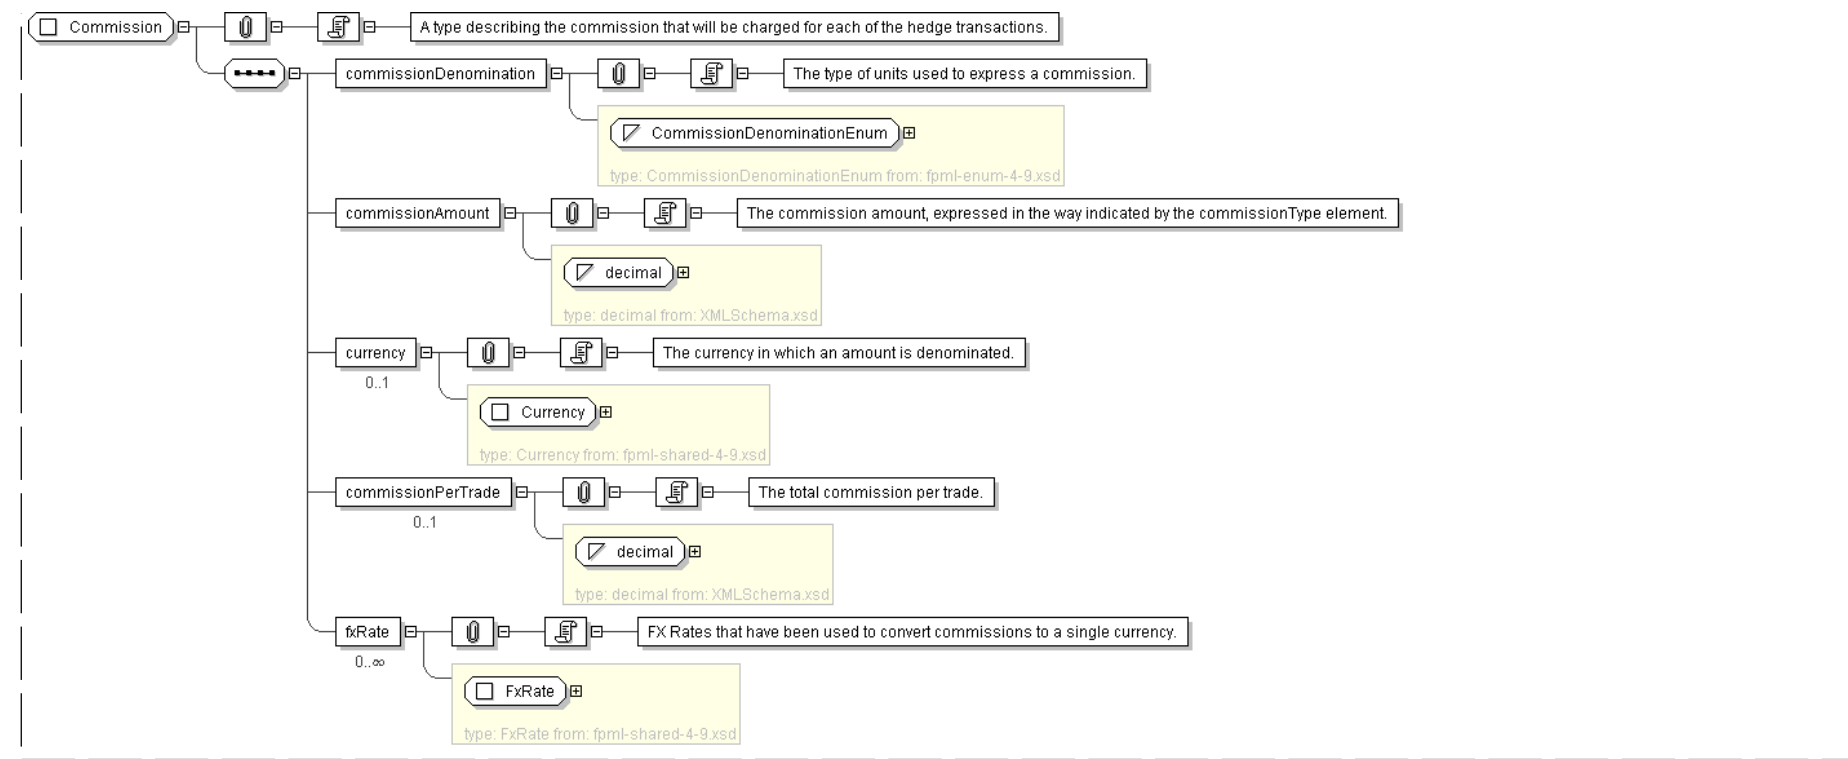 Commission
A type describing the commission that will be charged for each of the hedge transactions.
commissionDenomination
The type of units used to express a commission.
CommissionDenominationEnum
type: CommissionDenominationEnum from: fpml-enum-4-9.xsd
commissionAmount
The commission amount, expressed in the way indicated by the commissionType element.
decimal
type: decimal from: XMLSchema.xsd
currency
The currency in which an amount is denominated.
0..1
Currency
type: Currency from: fpml-shared-4-9.xsd
commissionPerTrade
The total commission per trade.
0..1
decimal
type: decimal from: XMLSchema.xsd
fxRate
FX Rates that have been used to convert commissions to a single currency.
0..∞
FxRate
type: FxRate from: fpml-shared-4-9.xsd